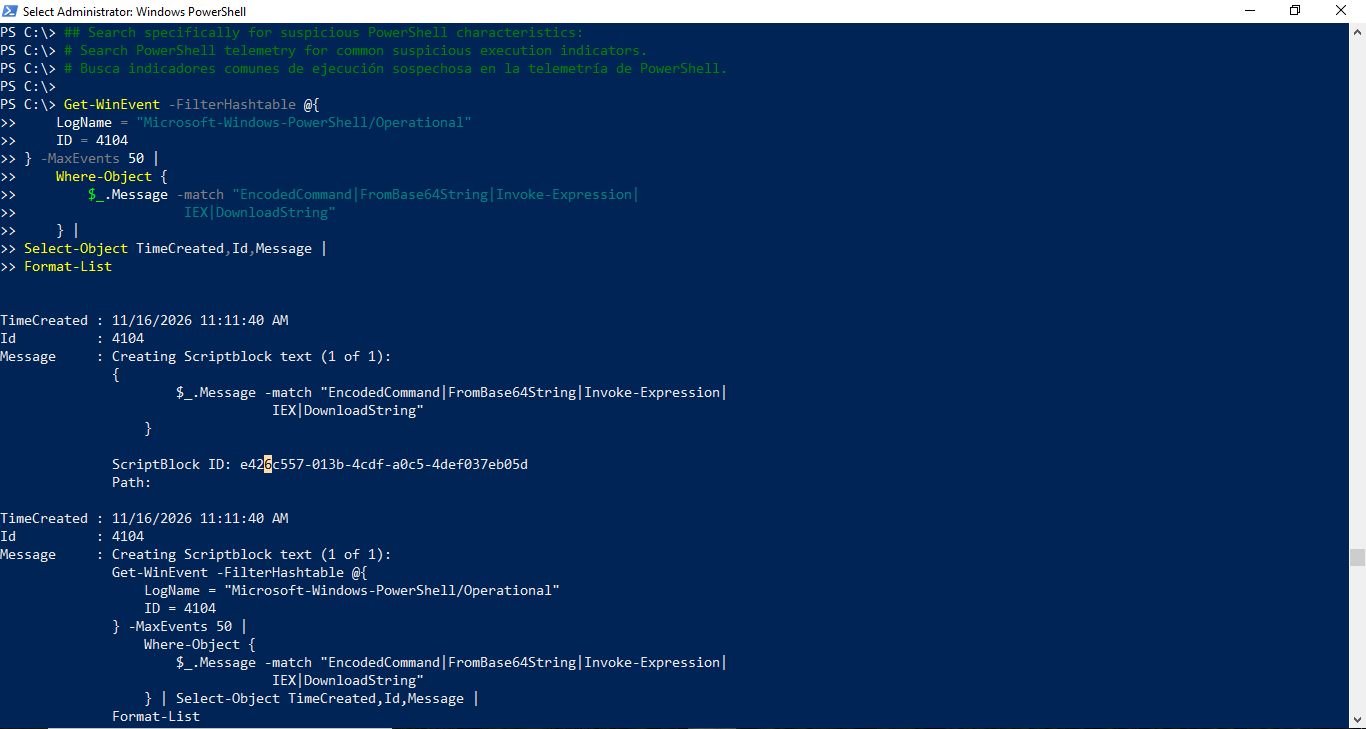 Select Administrator: Windows PowerShell
PS C:\> ## Search specifically for suspicious PowerShell characteristics:
PS C:\> # Search PowerShell telemetry for common suspicious execution indicators.
PS C:\> # Busca indicadores comunes de ejecución sospechosa en la telemetría de PowerShell.
PS C:\>
PS C:\> Get-WinEvent -FilterHashtable @{
>>     LogName = "Microsoft-Windows-PowerShell/Operational"
>>     ID = 4104
>> } -MaxEvents 50 |
>>     Where-Object {
>>         $_.Message -match "EncodedCommand|FromBase64String|Invoke-Expression|
>>                     IEX|DownloadString"
>>     } |
>> Select-Object TimeCreated,Id,Message |
>> Format-List
TimeCreated : 11/16/2026 11:11:40 AM
Id          : 4104
Message     : Creating Scriptblock text (1 of 1):
              {
                      $_.Message -match "EncodedCommand|FromBase64String|Invoke-Expression|
                                  IEX|DownloadString"
                  }
              ScriptBlock ID: e426c557-013b-4cdf-a0c5-4def037eb05d
              Path:
TimeCreated : 11/16/2026 11:11:40 AM
Id          : 4104
Message     : Creating Scriptblock text (1 of 1):
              Get-WinEvent -FilterHashtable @{
                  LogName = "Microsoft-Windows-PowerShell/Operational"
                  ID = 4104
              } -MaxEvents 50 |
                  Where-Object {
                      $_.Message -match "EncodedCommand|FromBase64String|Invoke-Expression|
                                  IEX|DownloadString"
                  } | Select-Object TimeCreated,Id,Message |
              Format-List